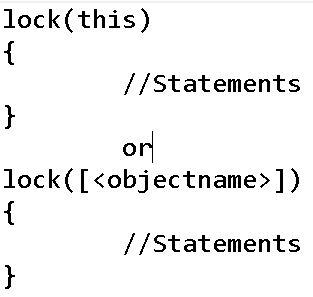 lock(this)
{
//Statements
}
or
lock([<objectname>])
{
//Statements
}